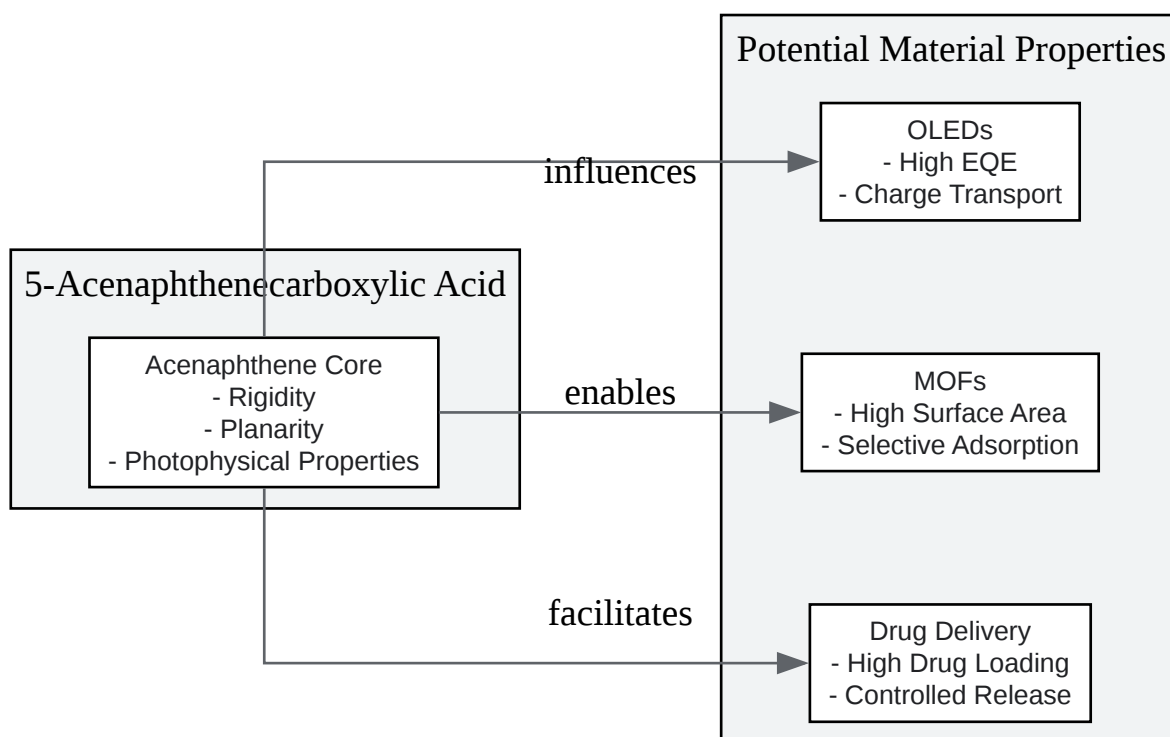 Potential Material Properties
OLEDs
- High EQE
- Charge Transport
influences
5-Acenaphthenecarboxylic Acid
Acenaphthene Core
- Rigidity
- Planarity
- Photophysical Properties
enables
MOFs
- High Surface Area
- Selective Adsorption
facilitates
Drug Delivery
- High Drug Loading
- Controlled Release